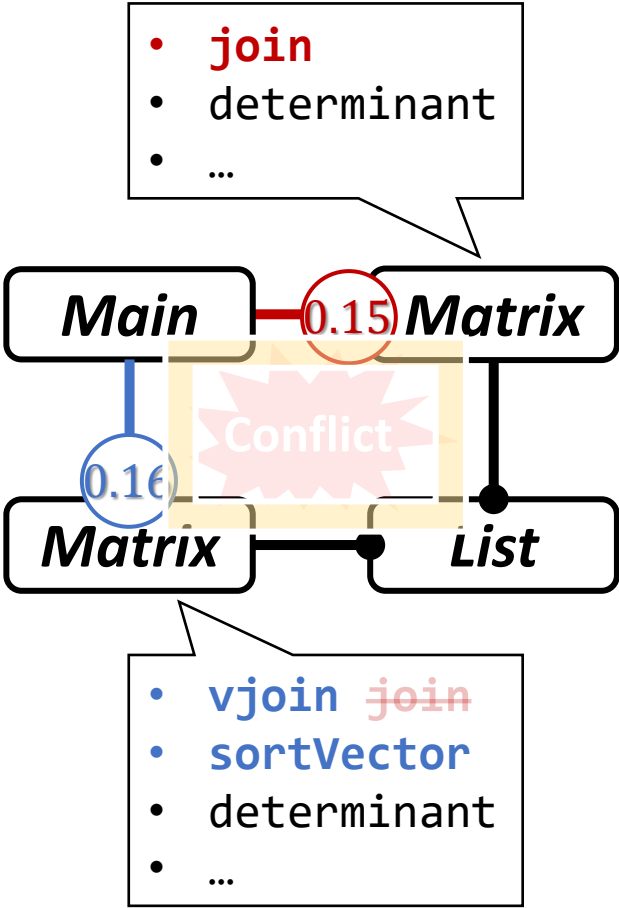 • join
• determinant
• …
Main 0.15 Matrix
Conflict
0.16
Matrix List
• vjoin join
• sortVector
• determinant
• …